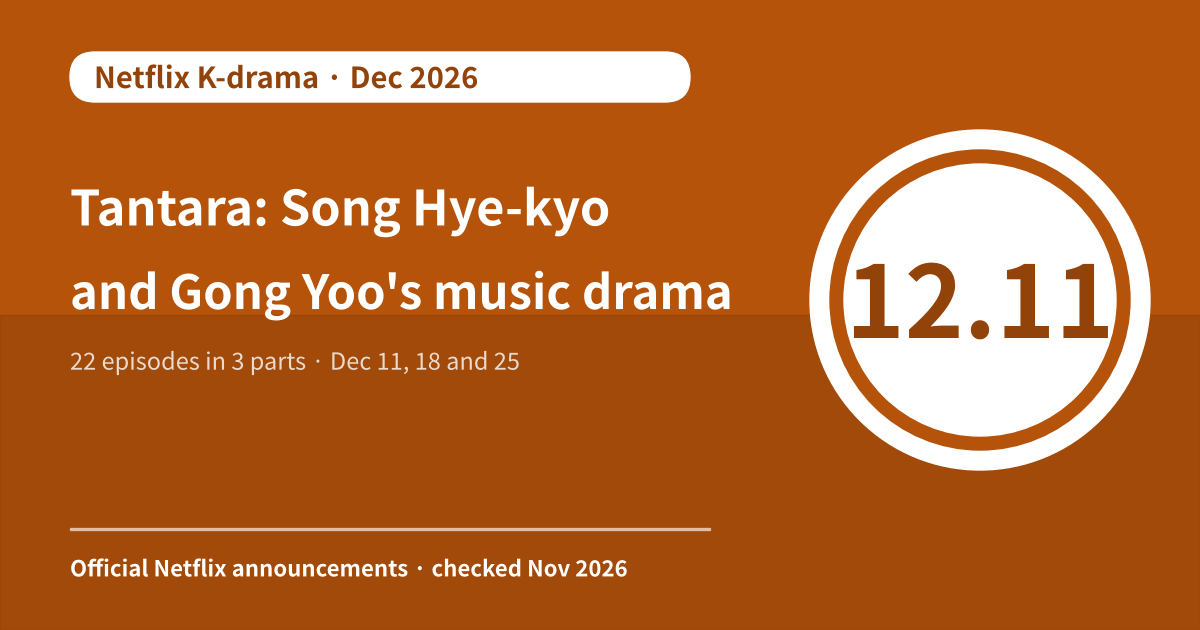 Netflix K-drama · Dec 2026
Tantara: Song Hye-kyo
and Gong Yoo's music drama
22 episodes in 3 parts · Dec 11, 18 and 25
12.11
Official Netflix announcements · checked Nov 2026